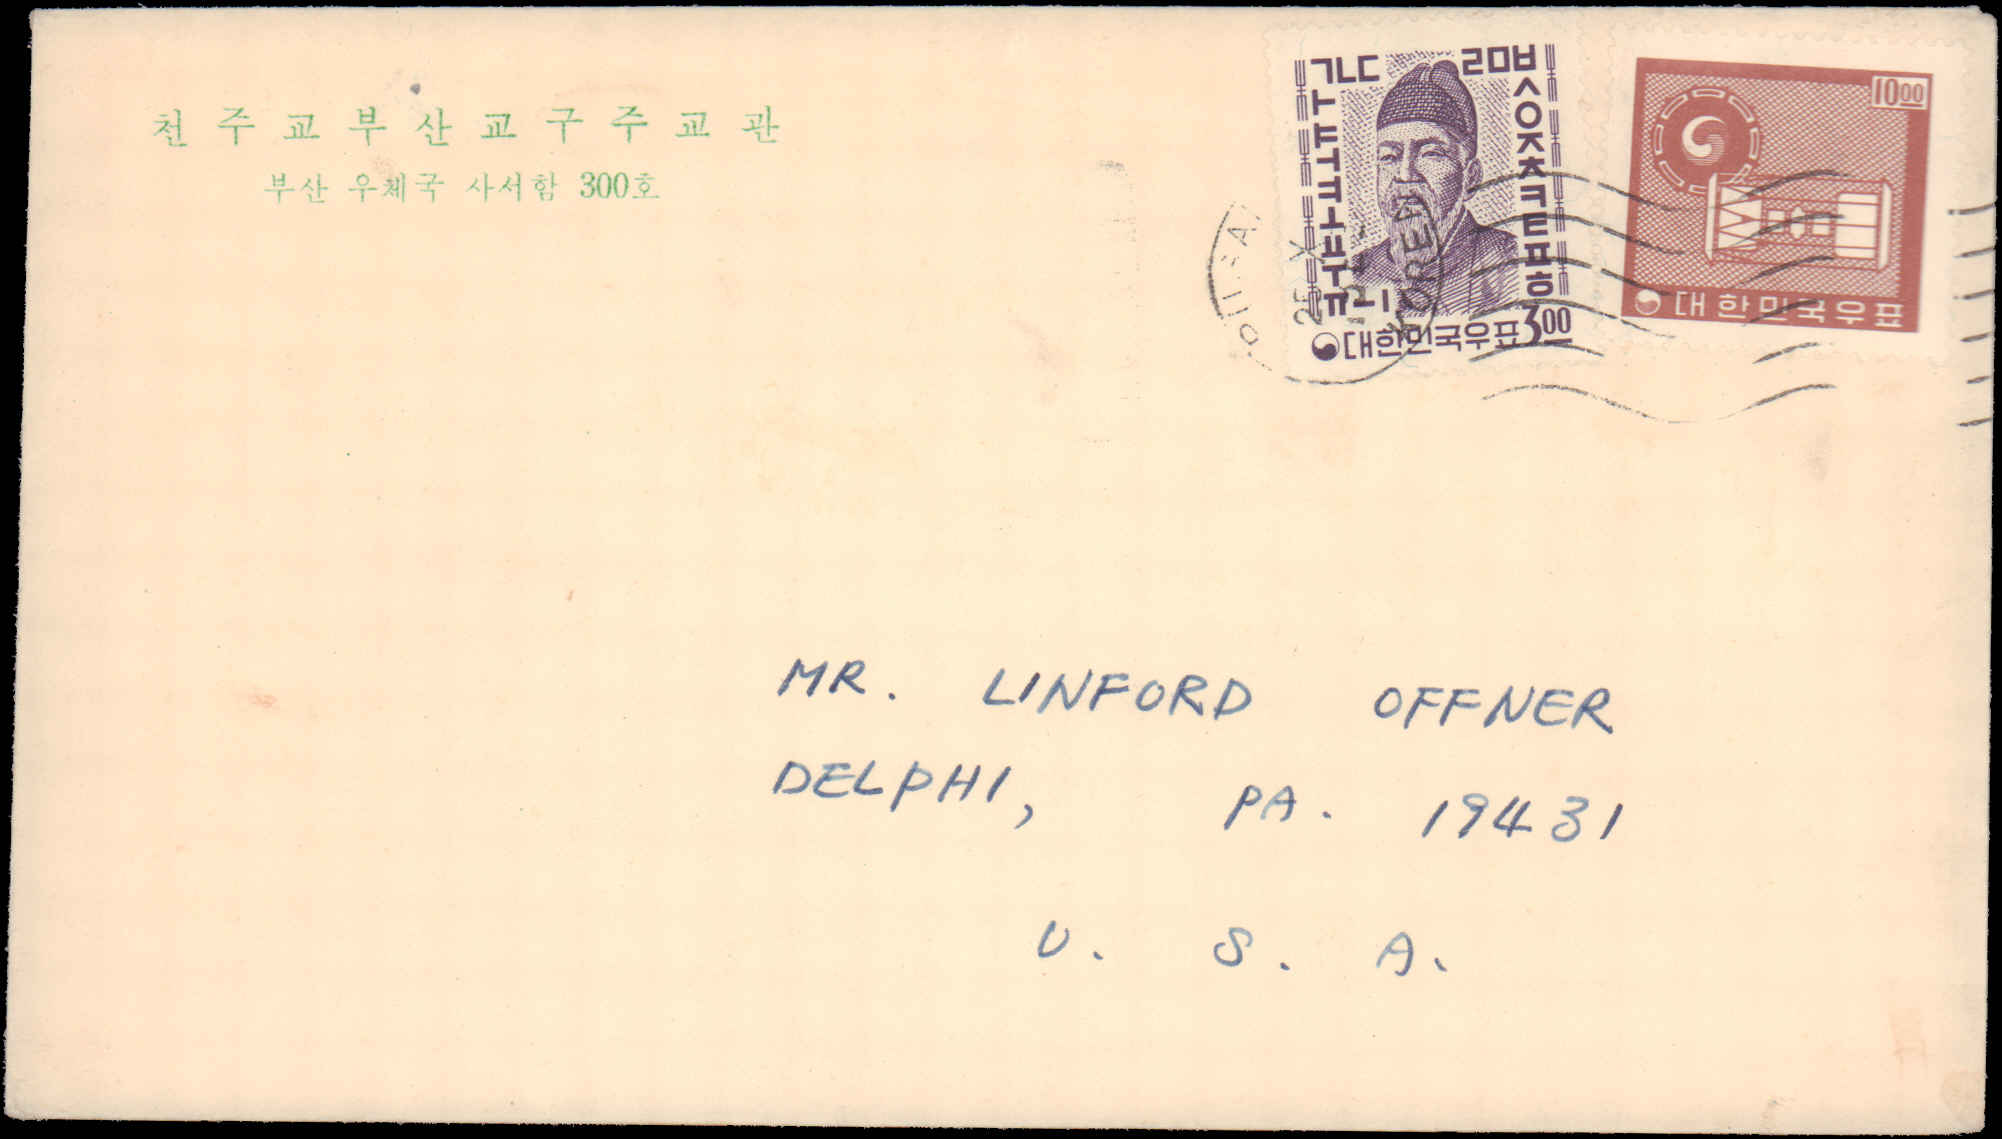 천주교부산교구주교관
부산 우체국 사서함 300호
ㄱㄴㄷ ㄹㅁㅂ
ㅅㅇㅈㅊㅋㅌㅍㅎ
ㅏㅑㅓㅕㅗㅛㅜㅠㅡㅣ
대한민국우표 3.00
10.00
대한민국우표
KOREA
MR. LINFORD OFFNER
DELPHI, PA. 19431
U. S. A.